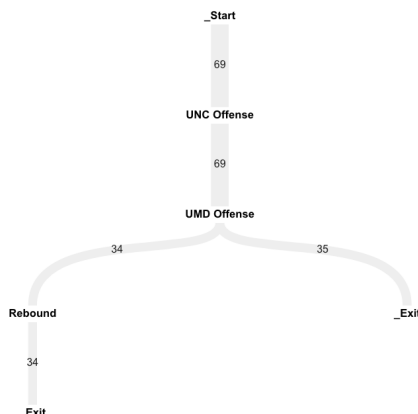 _Start
69
UNC Offense
69
UMD Offense
34 35
Rebound _Exit
34
Exit